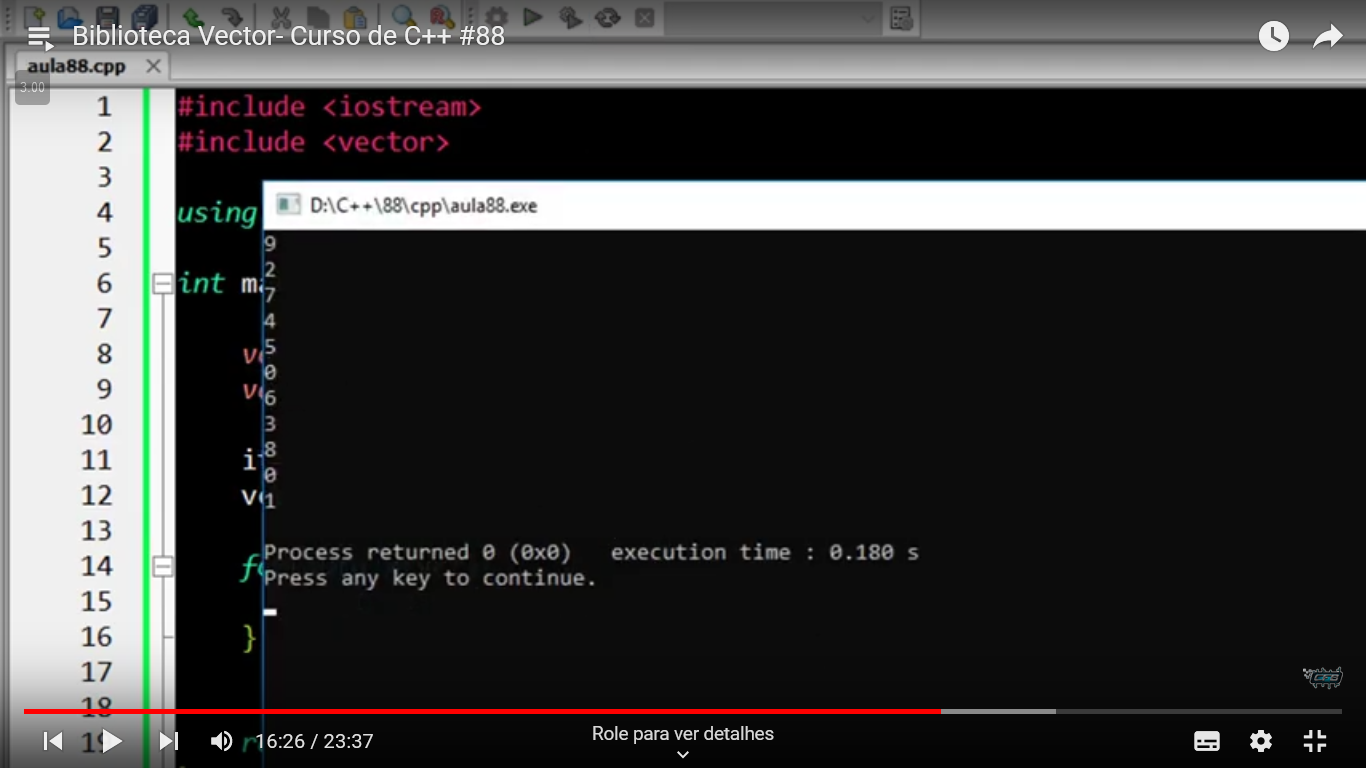 Biblioteca Vector- Curso de C++ #88
aula88.cpp
3.00
1 #include <iostream>
2 #include <vector>
3
4 using
5
6 int ma
7
8 ve
9 ve
10
11 it
12 ve
13
14 fo
15
16 }
17
18
19 r
D:\C++\88\cpp\aula88.exe
9
2
7
4
5
0
6
3
8
0
1
Process returned 0 (0x0) execution time : 0.180 s
Press any key to continue.
CFB
16:26 / 23:37
Role para ver detalhes